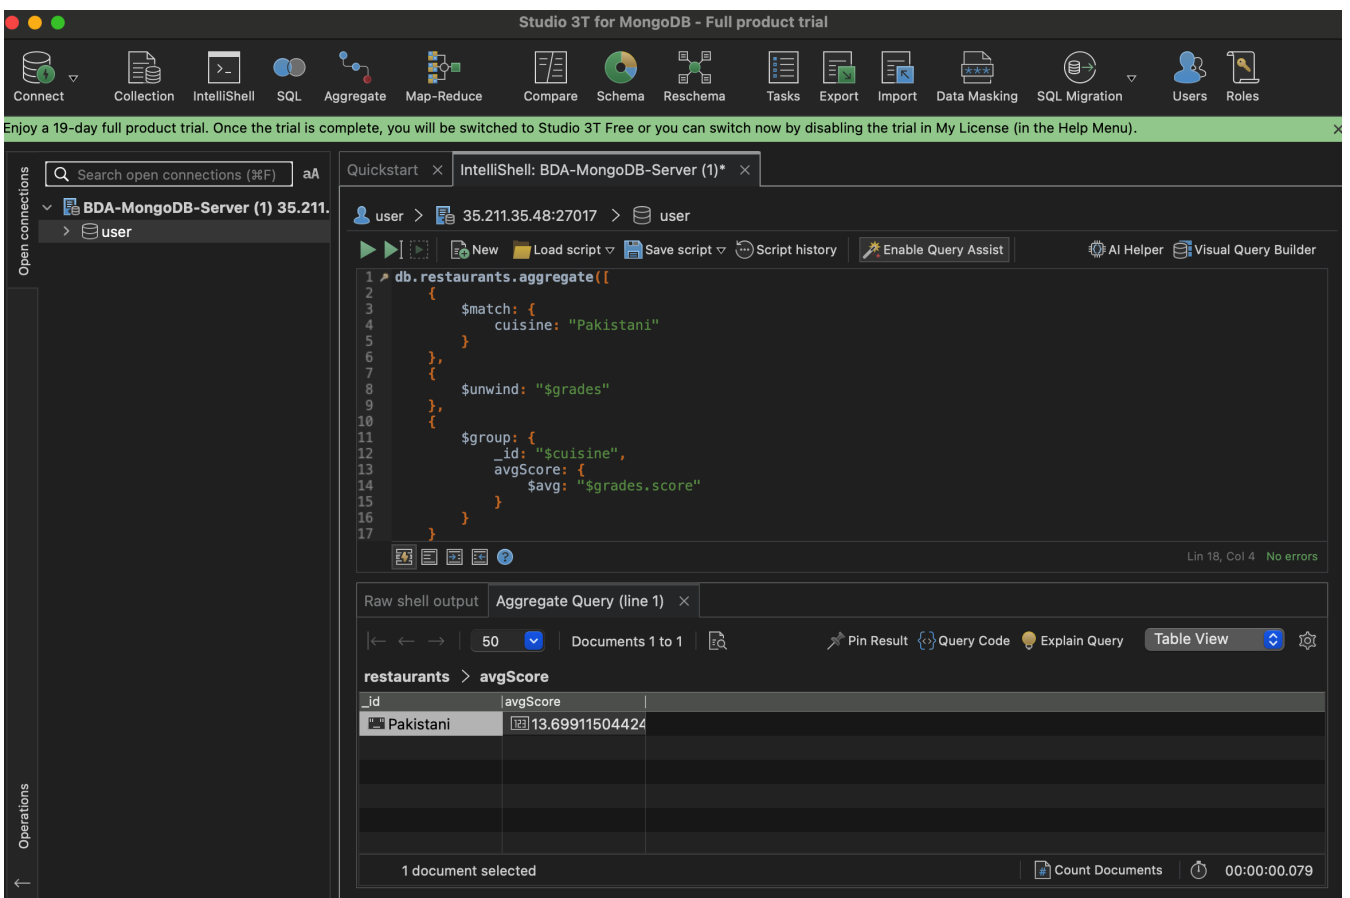 Studio 3T for MongoDB - Full product trial
Connect Collection IntelliShell SQL Aggregate Map-Reduce Compare Schema Reschema Tasks Export Import Data Masking SQL Migration Users Roles
Enjoy a 19-day full product trial. Once the trial is complete, you will be switched to Studio 3T Free or you can switch now by disabling the trial in My License (in the Help Menu). ×
Open connections
Search open connections (⌘F) aA
BDA-MongoDB-Server (1) 35.211.
user
Operations
Quickstart × IntelliShell: BDA-MongoDB-Server (1)* ×
user > 35.211.35.48:27017 > user
New Load script Save script Script history Enable Query Assist AI Helper Visual Query Builder
1 db.restaurants.aggregate([
2 {
3 $match: {
4 cuisine: "Pakistani"
5 }
6 },
7 {
8 $unwind: "$grades"
9 },
10 {
11 $group: {
12 _id: "$cuisine",
13 avgScore: {
14 $avg: "$grades.score"
15 }
16 }
17 }
Lin 18, Col 4 No errors
Raw shell output Aggregate Query (line 1) ×
50 Documents 1 to 1 Pin Result Query Code Explain Query Table View
restaurants > avgScore
_id avgScore
Pakistani 123 13.69911504424
1 document selected Count Documents 00:00:00.079